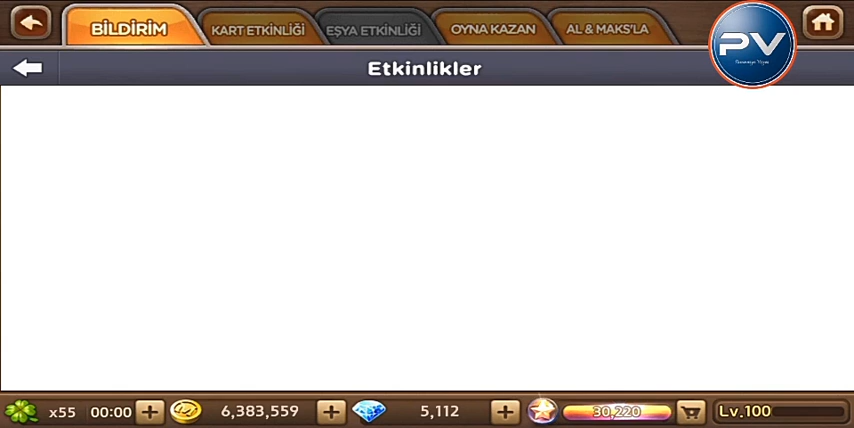 BİLDİRİM KART ETKİNLİĞİ EŞYA ETKİNLİĞİ OYNA KAZAN AL & MAKS'LA
PV
Etkinlikler
x55 00:00 + 6,383,559 + 5,112 + 30,220 Lv.100